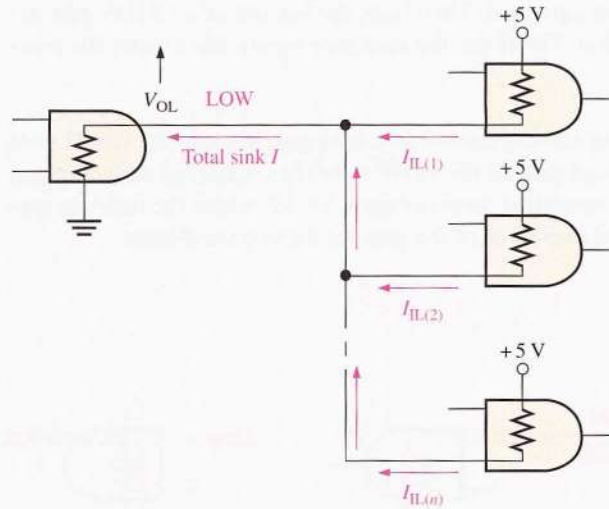 +5 V
V_OL
LOW
Total sink I
I_IL(1)
+5 V
I_IL(2)
+5 V
I_IL(n)